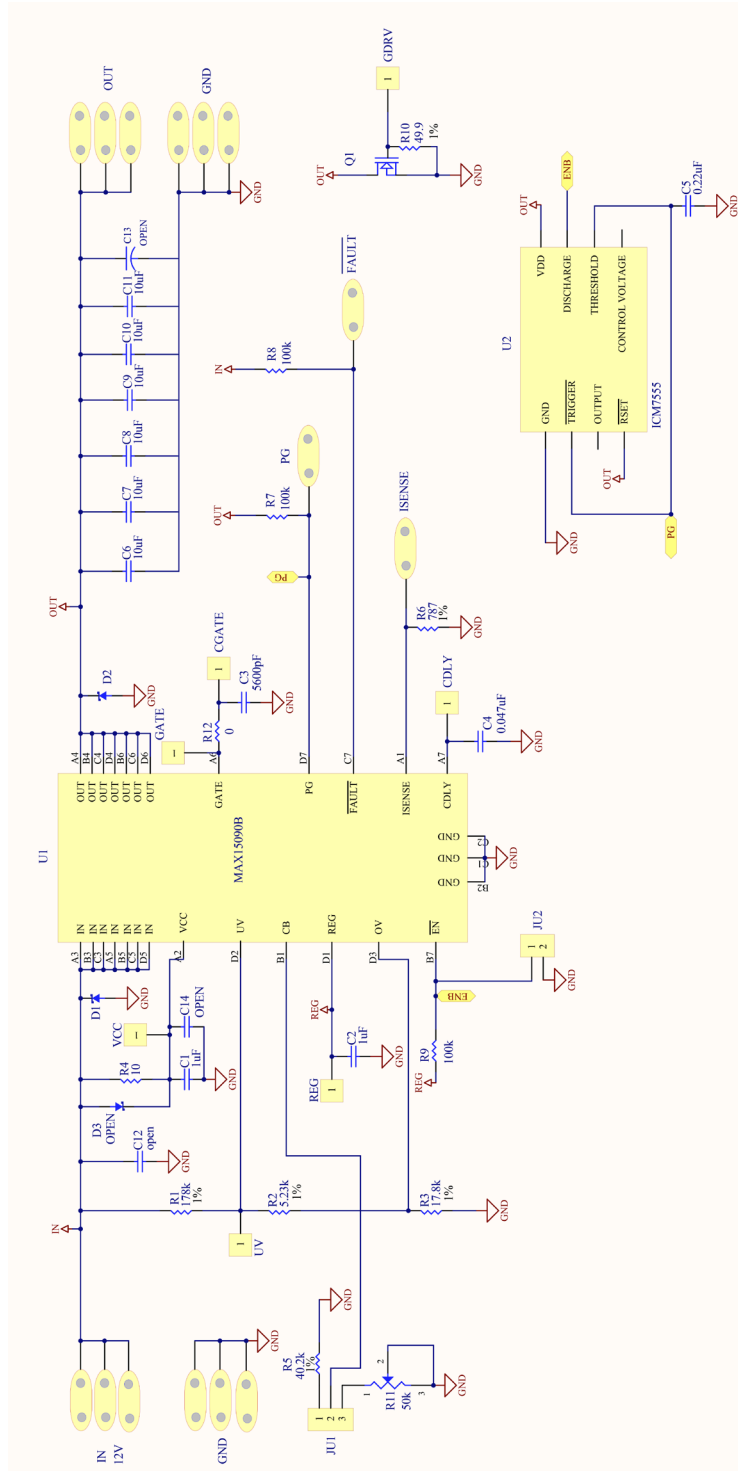 IN
12V
GND
IN
GND
JU1
1
2
3
R5
40.2k
1%
GND
R11
50k
1
2
3
GND
R1
178k
1%
UV
1
R2
5.23k
1%
R3
17.8k
1%
GND
C12
open
GND
D3
OPEN
R4
10
VCC
1
C1
1uF
C14
OPEN
GND
D1
GND
REG
1
REG
C2
1uF
GND
REG
R9
100k
ENB
JU2
1
2
GND
U1
MAX15090B
A3
IN
B3
IN
C3
IN
A5
IN
B5
IN
C5
IN
D5
IN
A2
VCC
D2
UV
B1
CB
D1
REG
D3
OV
B7
EN
B2
GND
C1
GND
C2
GND
GND
A4
OUT
B4
OUT
C4
OUT
D4
OUT
B6
OUT
C6
OUT
D6
OUT
A6
GATE
D7
PG
C7
FAULT
A1
ISENSE
A7
CDLY
D2
GND
OUT
GATE
1
R12
0
CGATE
1
C3
5600pF
GND
CDLY
1
C4
0.047uF
GND
R6
787
1%
GND
ISENSE
PG
OUT
R7
100k
PG
IN
R8
100k
FAULT
C6
10uF
C7
10uF
C8
10uF
C9
10uF
C10
10uF
C11
10uF
C13
OPEN
OUT
GND
GND
OUT
Q1
GDRV
1
R10
49.9
1%
GND
U2
ICM7555
GND
TRIGGER
OUTPUT
RSET
VDD
DISCHARGE
THRESHOLD
CONTROL VOLTAGE
GND
OUT
PG
OUT
ENB
C5
0.22uF
GND